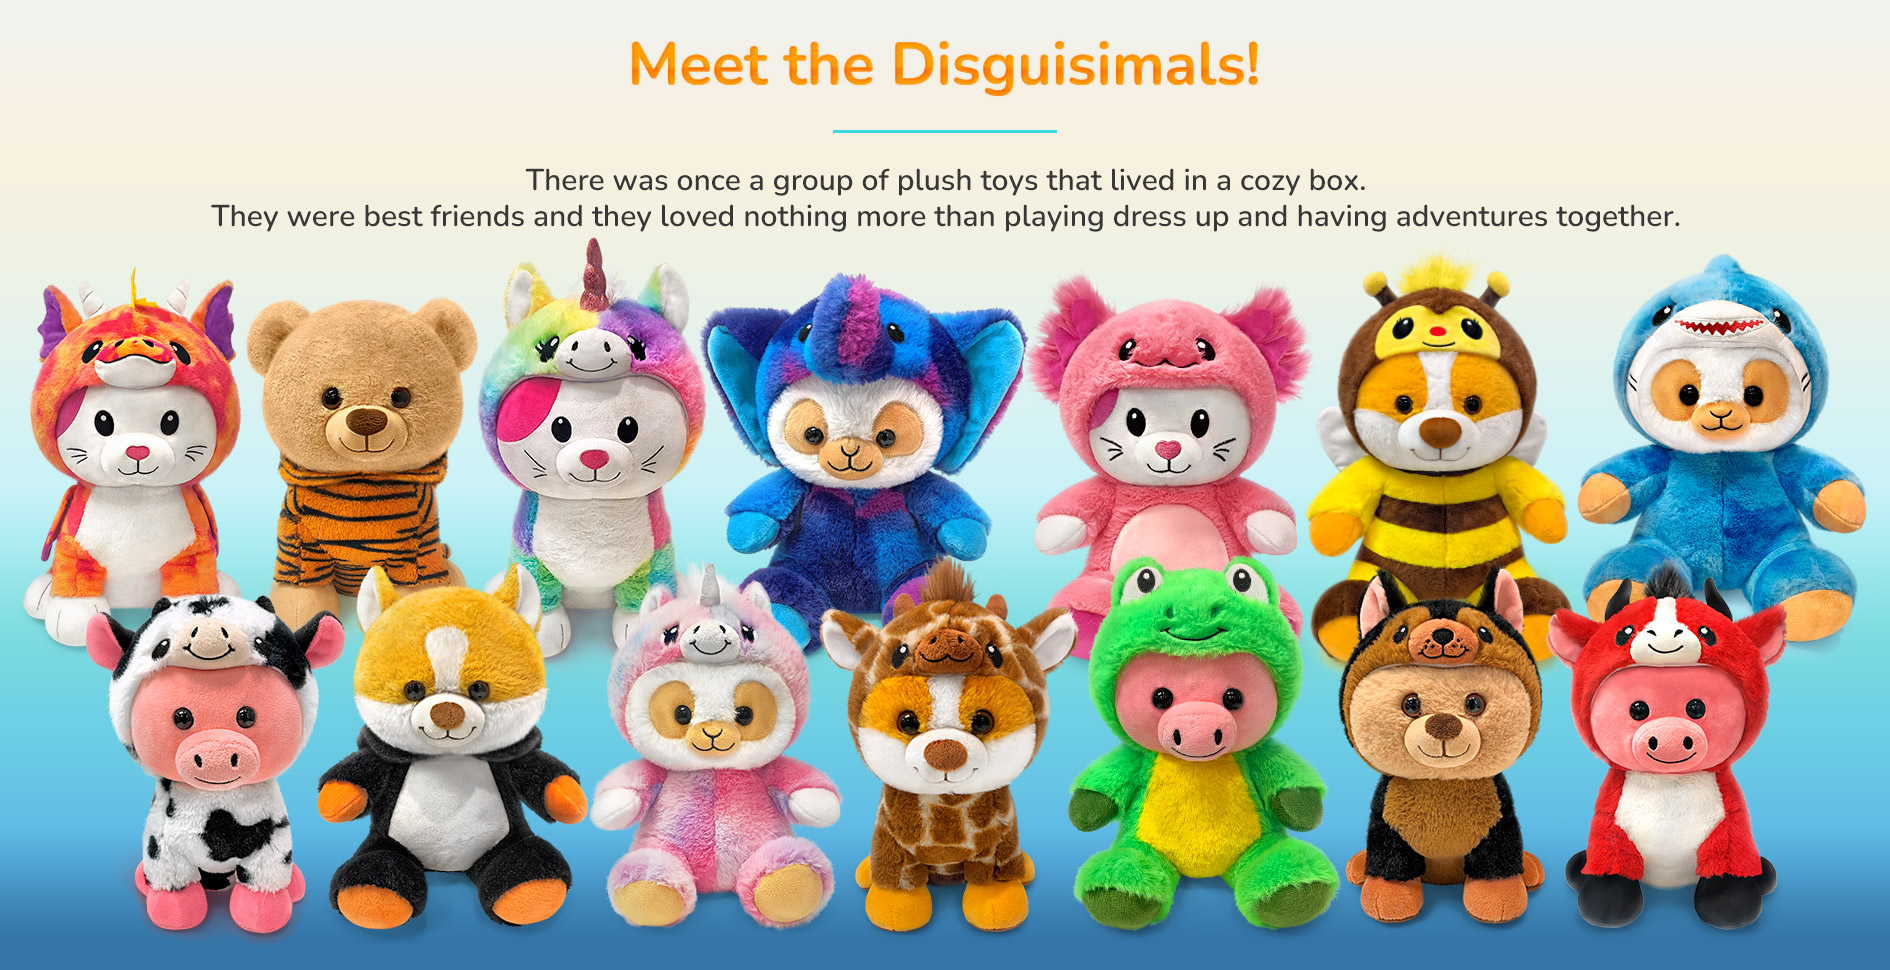 Meet the Disguisimals!
There was once a group of plush toys that lived in a cozy box.
They were best friends and they loved nothing more than playing dress up and having adventures together.